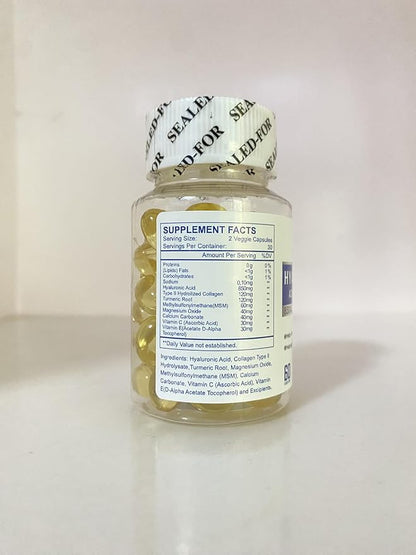 SEALED-FOR
SEALED-FOR
SEALED-FOR
SUPPLEMENT FACTS
Serving Size: 2 Veggie Capsules
Servings Per Container: 30
Amount Per Serving %DV
Proteins 0g 0%
(Lipids) Fats <1g 1%
Carbohydrates <1g 1%
Sodium 0,10mg
Hyaluronic Acid 650mg
Type II Hydrolized Collagen 120mg
Turmeric Root 120mg
Methylsulfonylmethane(MSM) 60mg
Magnesium Oxide 40mg
Calcium Carbonate 40mg
Vitamin C (Ascorbic Acid) 30mg
Vitamin E(Acetate D-Alpha 30mg
Tocopherol)
**Daily Value not established.
Ingredients: Hyaluronic Acid, Collagen Type II
Hydrolysate,Turmeric Root, Magnesium Oxide,
Methylsulfonylmethane (MSM), Calcium
Carbonate, Vitamin C (Ascorbic Acid), Vitamin
E(D-Alpha Acetate Tocopherol) and Excipients.